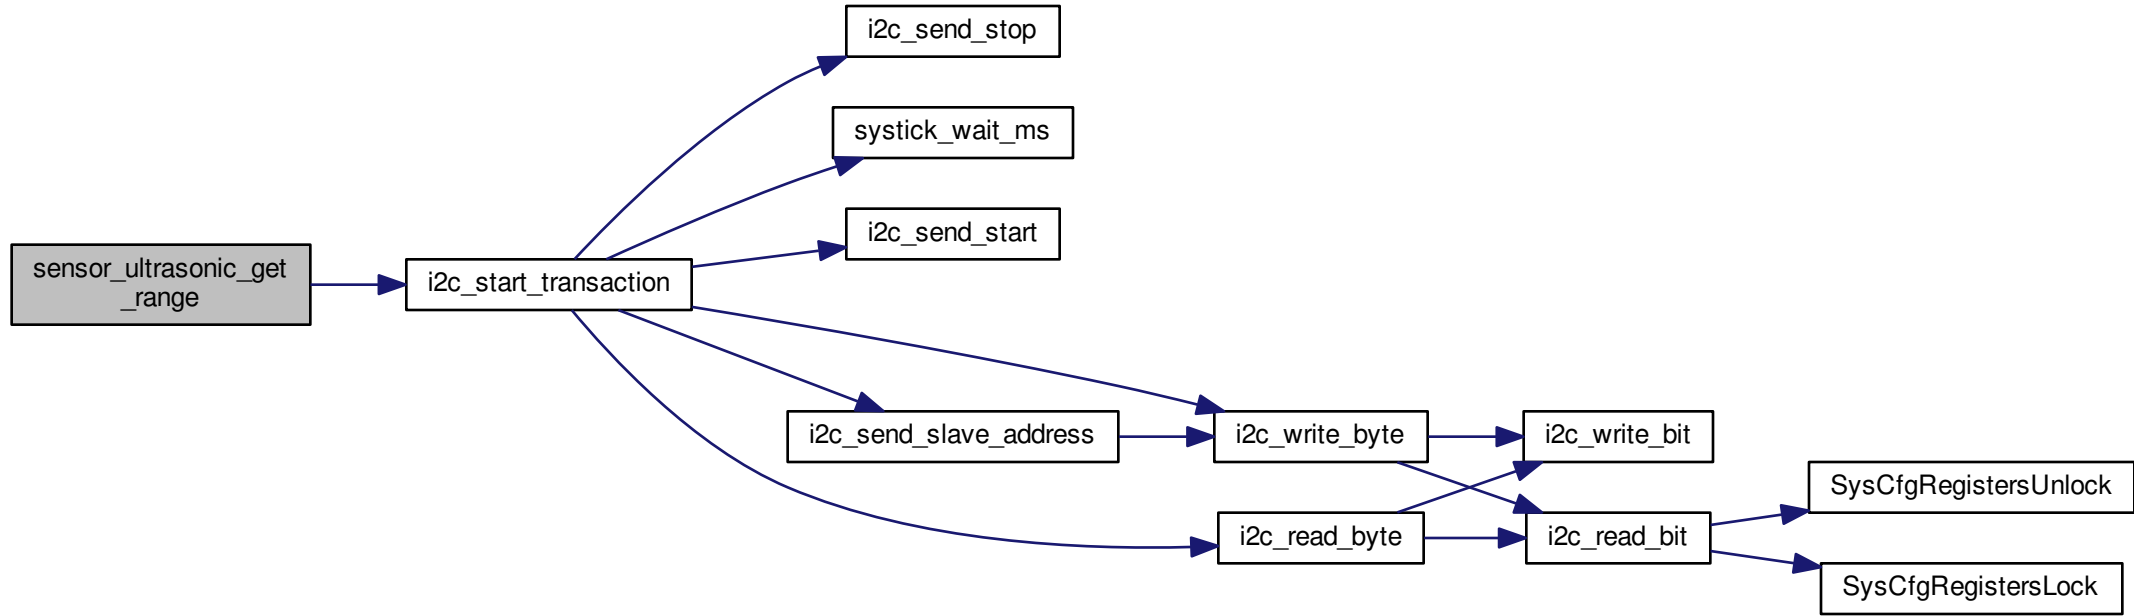 sensor_ultrasonic_get
_range
i2c_start_transaction
i2c_send_stop
systick_wait_ms
i2c_send_start
i2c_send_slave_address
i2c_write_byte
i2c_read_byte
i2c_write_bit
i2c_read_bit
SysCfgRegistersUnlock
SysCfgRegistersLock